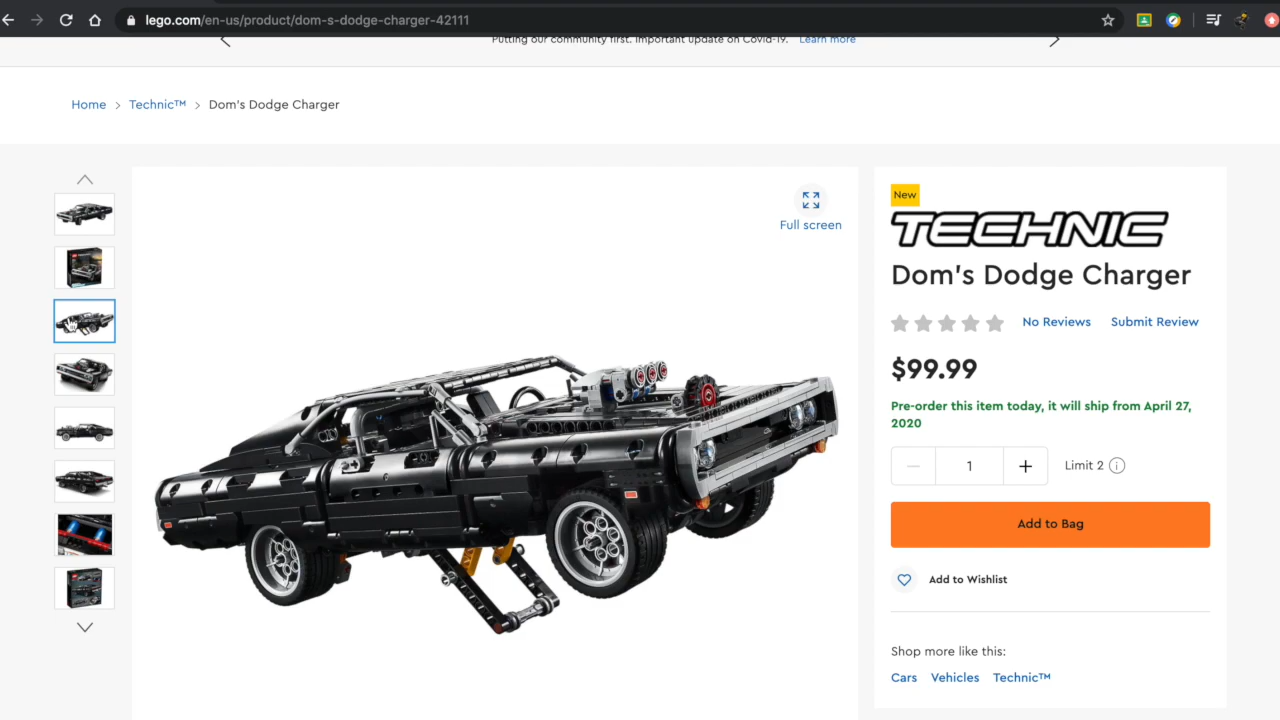 lego.com/en-us/product/dom-s-dodge-charger-42111
Putting our community first. Important update on Covid-19. Learn more
Home > Technic™ > Dom's Dodge Charger
Full screen
New
TECHNIC
Dom's Dodge Charger
No Reviews Submit Review
$99.99
Pre-order this item today, it will ship from April 27,
2020
1 Limit 2
Add to Bag
Add to Wishlist
Shop more like this:
Cars Vehicles Technic™